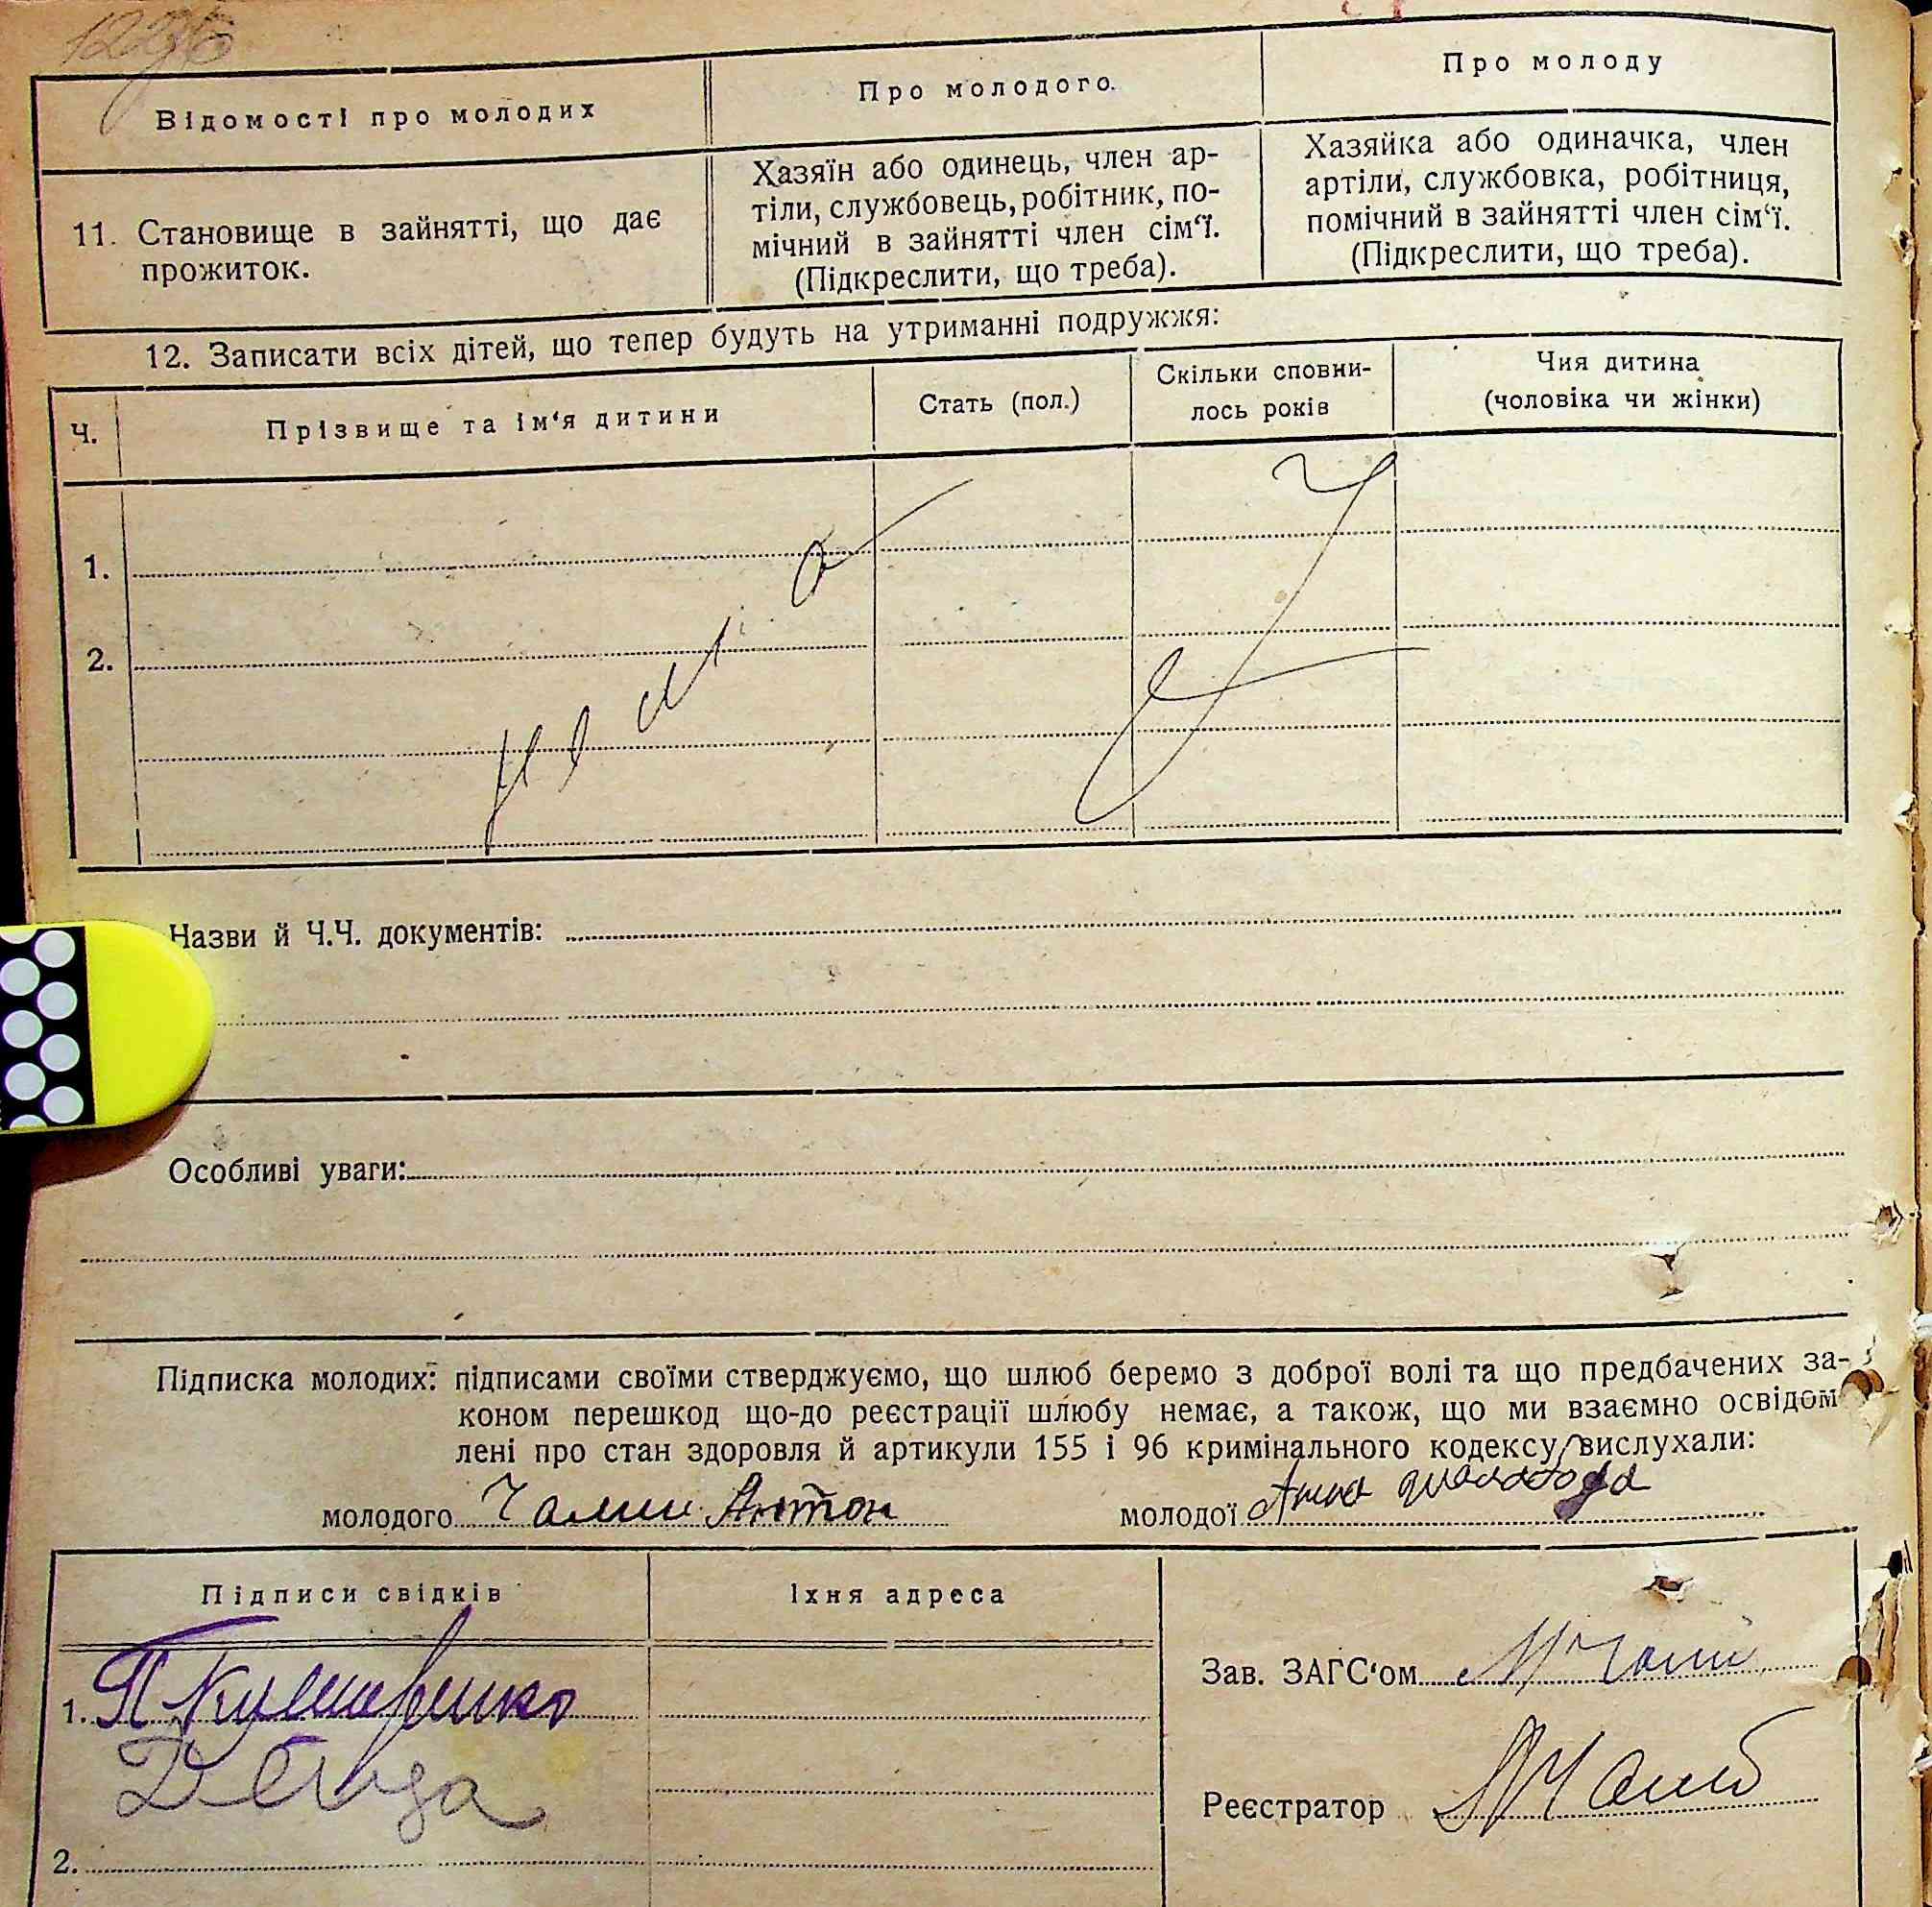 Відомості про молодих
Про молодого.
Про молоду
11. Становище в зайнятті, що дає
прожиток.
Хазяїн або одинець, член ар-
тіли, службовець, робітник, по-
мічний в зайнятті член сім‘ї.
(Підкреслити, що треба).
Хазяйка або одиначка, член
артіли, службовка, робітниця,
помічний в зайнятті член сім‘ї.
(Підкреслити, що треба).
12. Записати всіх дітей, що тепер будуть на утриманні подружжя:
Ч.
Прізвище та ім‘я дитини
Стать (пол.)
Скільки сповни-
лось років
Чия дитина
(чоловіка чи жінки)
1.
2.
Назви й Ч.Ч. документів:
Особливі уваги:
Підписка молодих: підписами своїми стверджуємо, що шлюб беремо з доброї волі та що предбачених за-
коном перешкод що-до реєстрації шлюбу немає, а також, що ми взаємно освідом
лені про стан здоровля й артикули 155 і 96 кримінального кодексу вислухали:
молодого Чалий Антон
молодої Анна
Підписи свідків
Їхня адреса
1.
2.
Зав. ЗАГС‘ом
Реєстратор